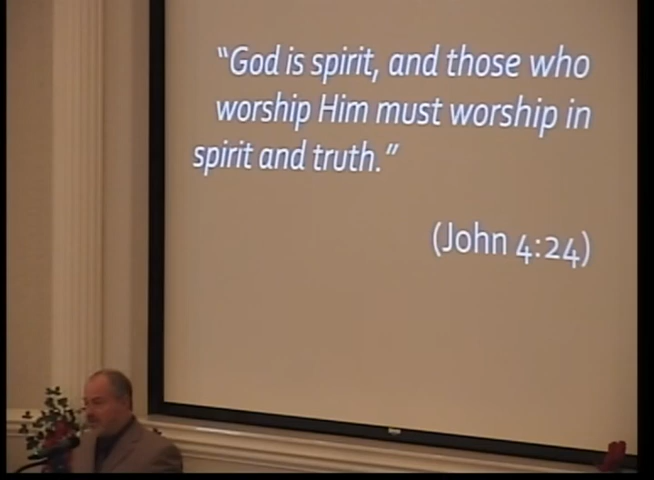 “God is spirit, and those who
worship Him must worship in
spirit and truth.”
(John 4:24)